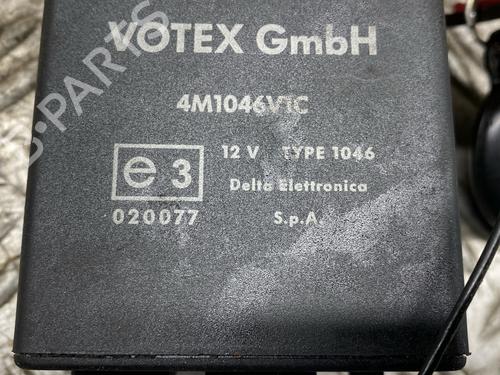 VOTEX GmbH
4M1046V1C
e 3 12 V TYPE 1046
Delta Elettronica
020077 S.p.A.